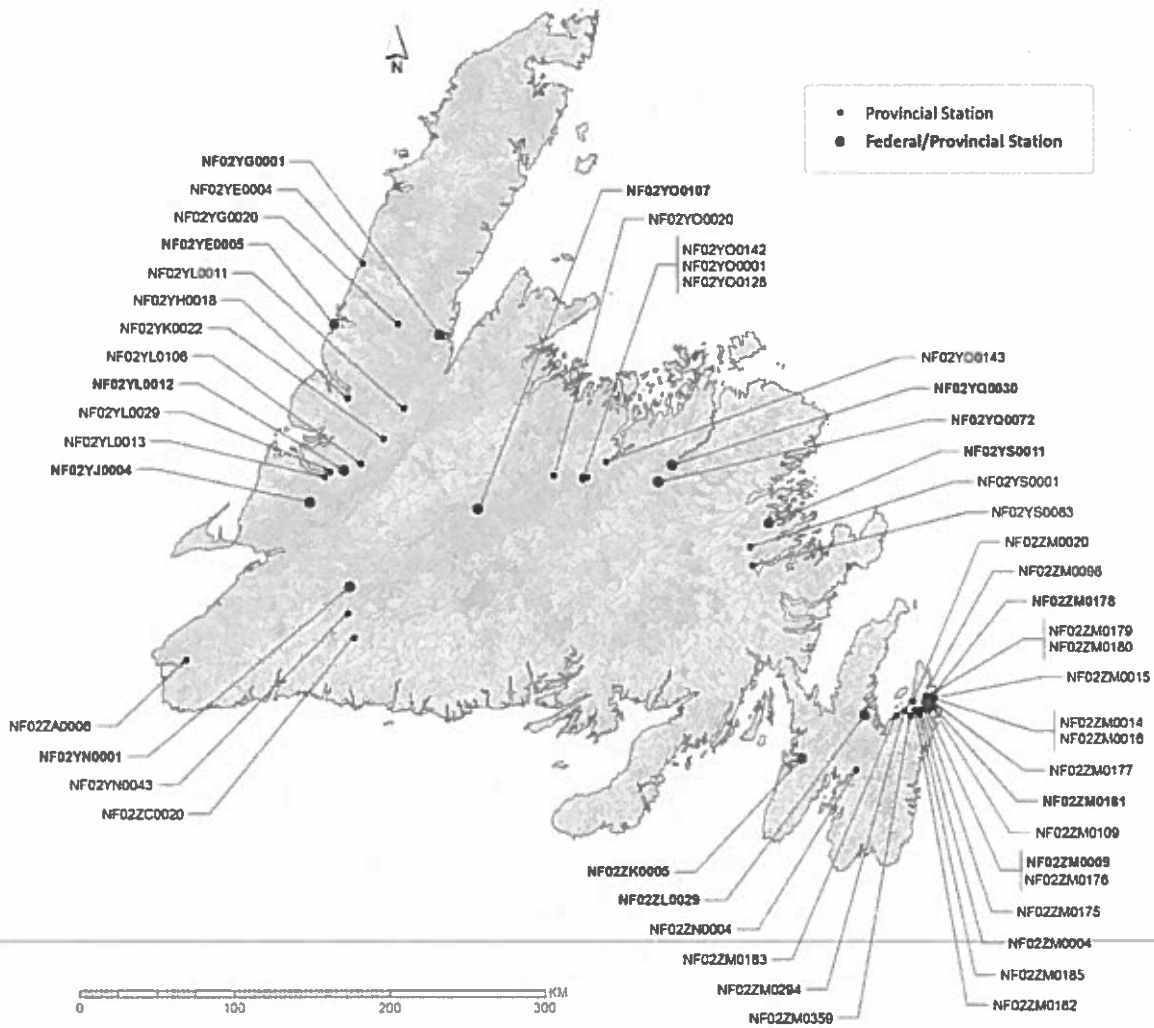 N
Provincial Station
Federal/Provincial Station
NF02YG0001
NF02YE0004
NF02YG0020
NF02YE0005
NF02YL0011
NF02YH0018
NF02YK0022
NF02YL0106
NF02YL0012
NF02YL0029
NF02YL0013
NF02YJ0004
NF02YO0107
NF02YO0020
NF02YO0142
NF02YO0001
NF02YO0128
NF02YO0143
NF02YQ0030
NF02YQ0072
NF02YS0011
NF02YS0001
NF02YS0083
NF02ZM0020
NF02ZM0098
NF02ZM0178
NF02ZM0179
NF02ZM0180
NF02ZM0015
NF02ZM0014
NF02ZM0016
NF02ZM0177
NF02ZM0181
NF02ZM0109
NF02ZM0009
NF02ZM0176
NF02ZM0175
NF02ZM0004
NF02ZM0185
NF02ZM0182
NF02ZA0006
NF02YN0001
NF02YN0043
NF02ZC0020
NF02ZK0005
NF02ZL0029
NF02ZN0004
NF02ZM0183
NF02ZM0294
NF02ZM0359
KM
0 100 200 300